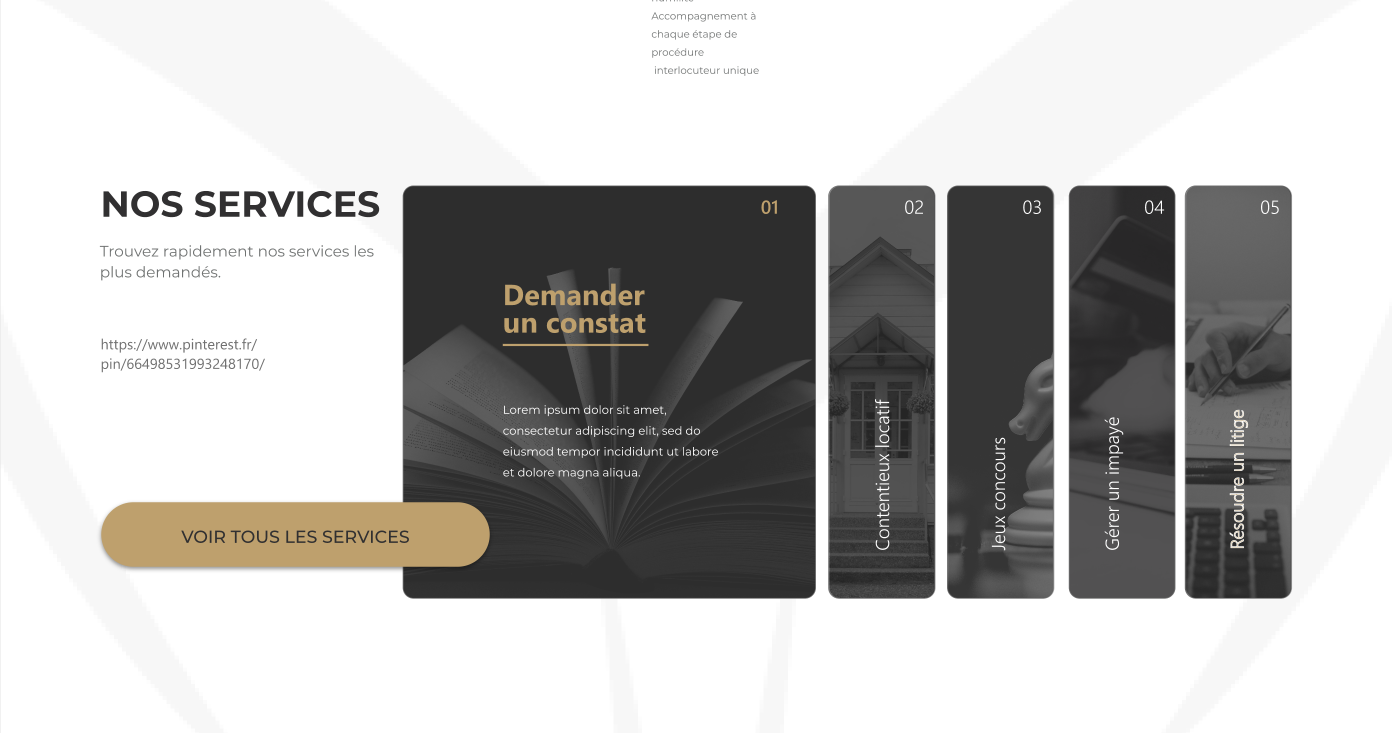 Accompagnement à
chaque étape de
procédure
interlocuteur unique
NOS SERVICES
Trouvez rapidement nos services les
plus demandés.
https://www.pinterest.fr/
pin/66498531993248170/
VOIR TOUS LES SERVICES
01
Demander
un constat
Lorem ipsum dolor sit amet,
consectetur adipiscing elit, sed do
eiusmod tempor incididunt ut labore
et dolore magna aliqua.
02
Contentieux locatif
03
Jeux concours
04
Gérer un impayé
05
Résoudre un litige